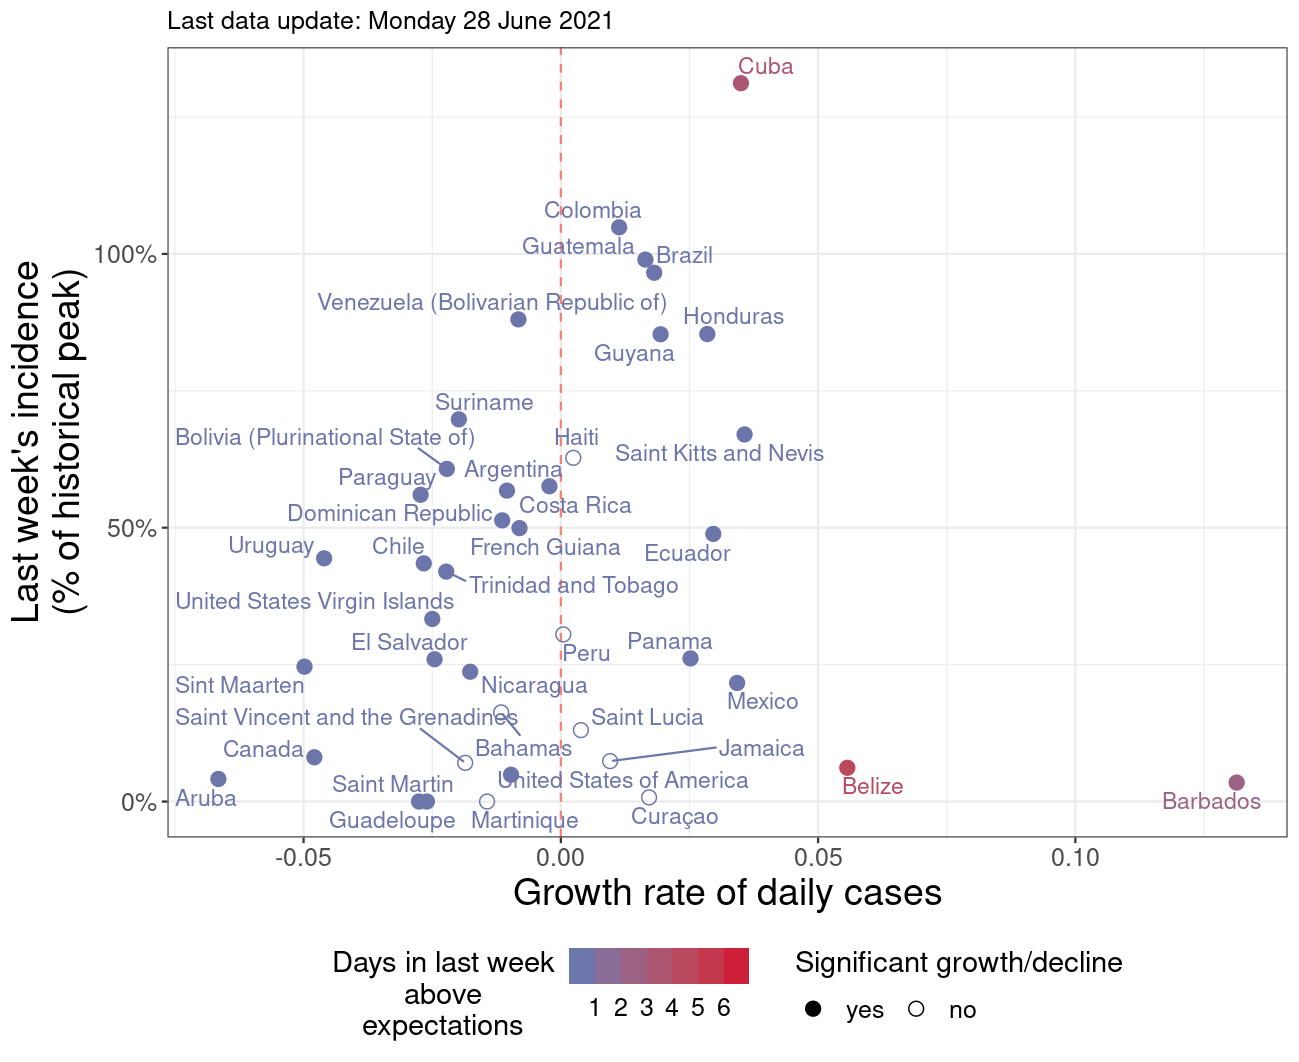 Last data update: Monday 28 June 2021
Last week's incidence
(% of historical peak)
100%
50%
0%
Cuba
Colombia
Guatemala
Brazil
Venezuela (Bolivarian Republic of)
Honduras
Guyana
Suriname
Bolivia (Plurinational State of)
Haiti
Saint Kitts and Nevis
Paraguay
Argentina
Costa Rica
Dominican Republic
Uruguay
Chile
French Guiana
Ecuador
Trinidad and Tobago
United States Virgin Islands
El Salvador
Peru
Panama
Sint Maarten
Nicaragua
Mexico
Saint Vincent and the Grenadines
Saint Lucia
Canada
Bahamas
Jamaica
Saint Martin
United States of America
Belize
Aruba
Barbados
Guadeloupe
Martinique
Curaçao
-0.05
0.00
0.05
0.10
Growth rate of daily cases
Days in last week
above
expectations
1 2 3 4 5 6
Significant growth/decline
yes
no